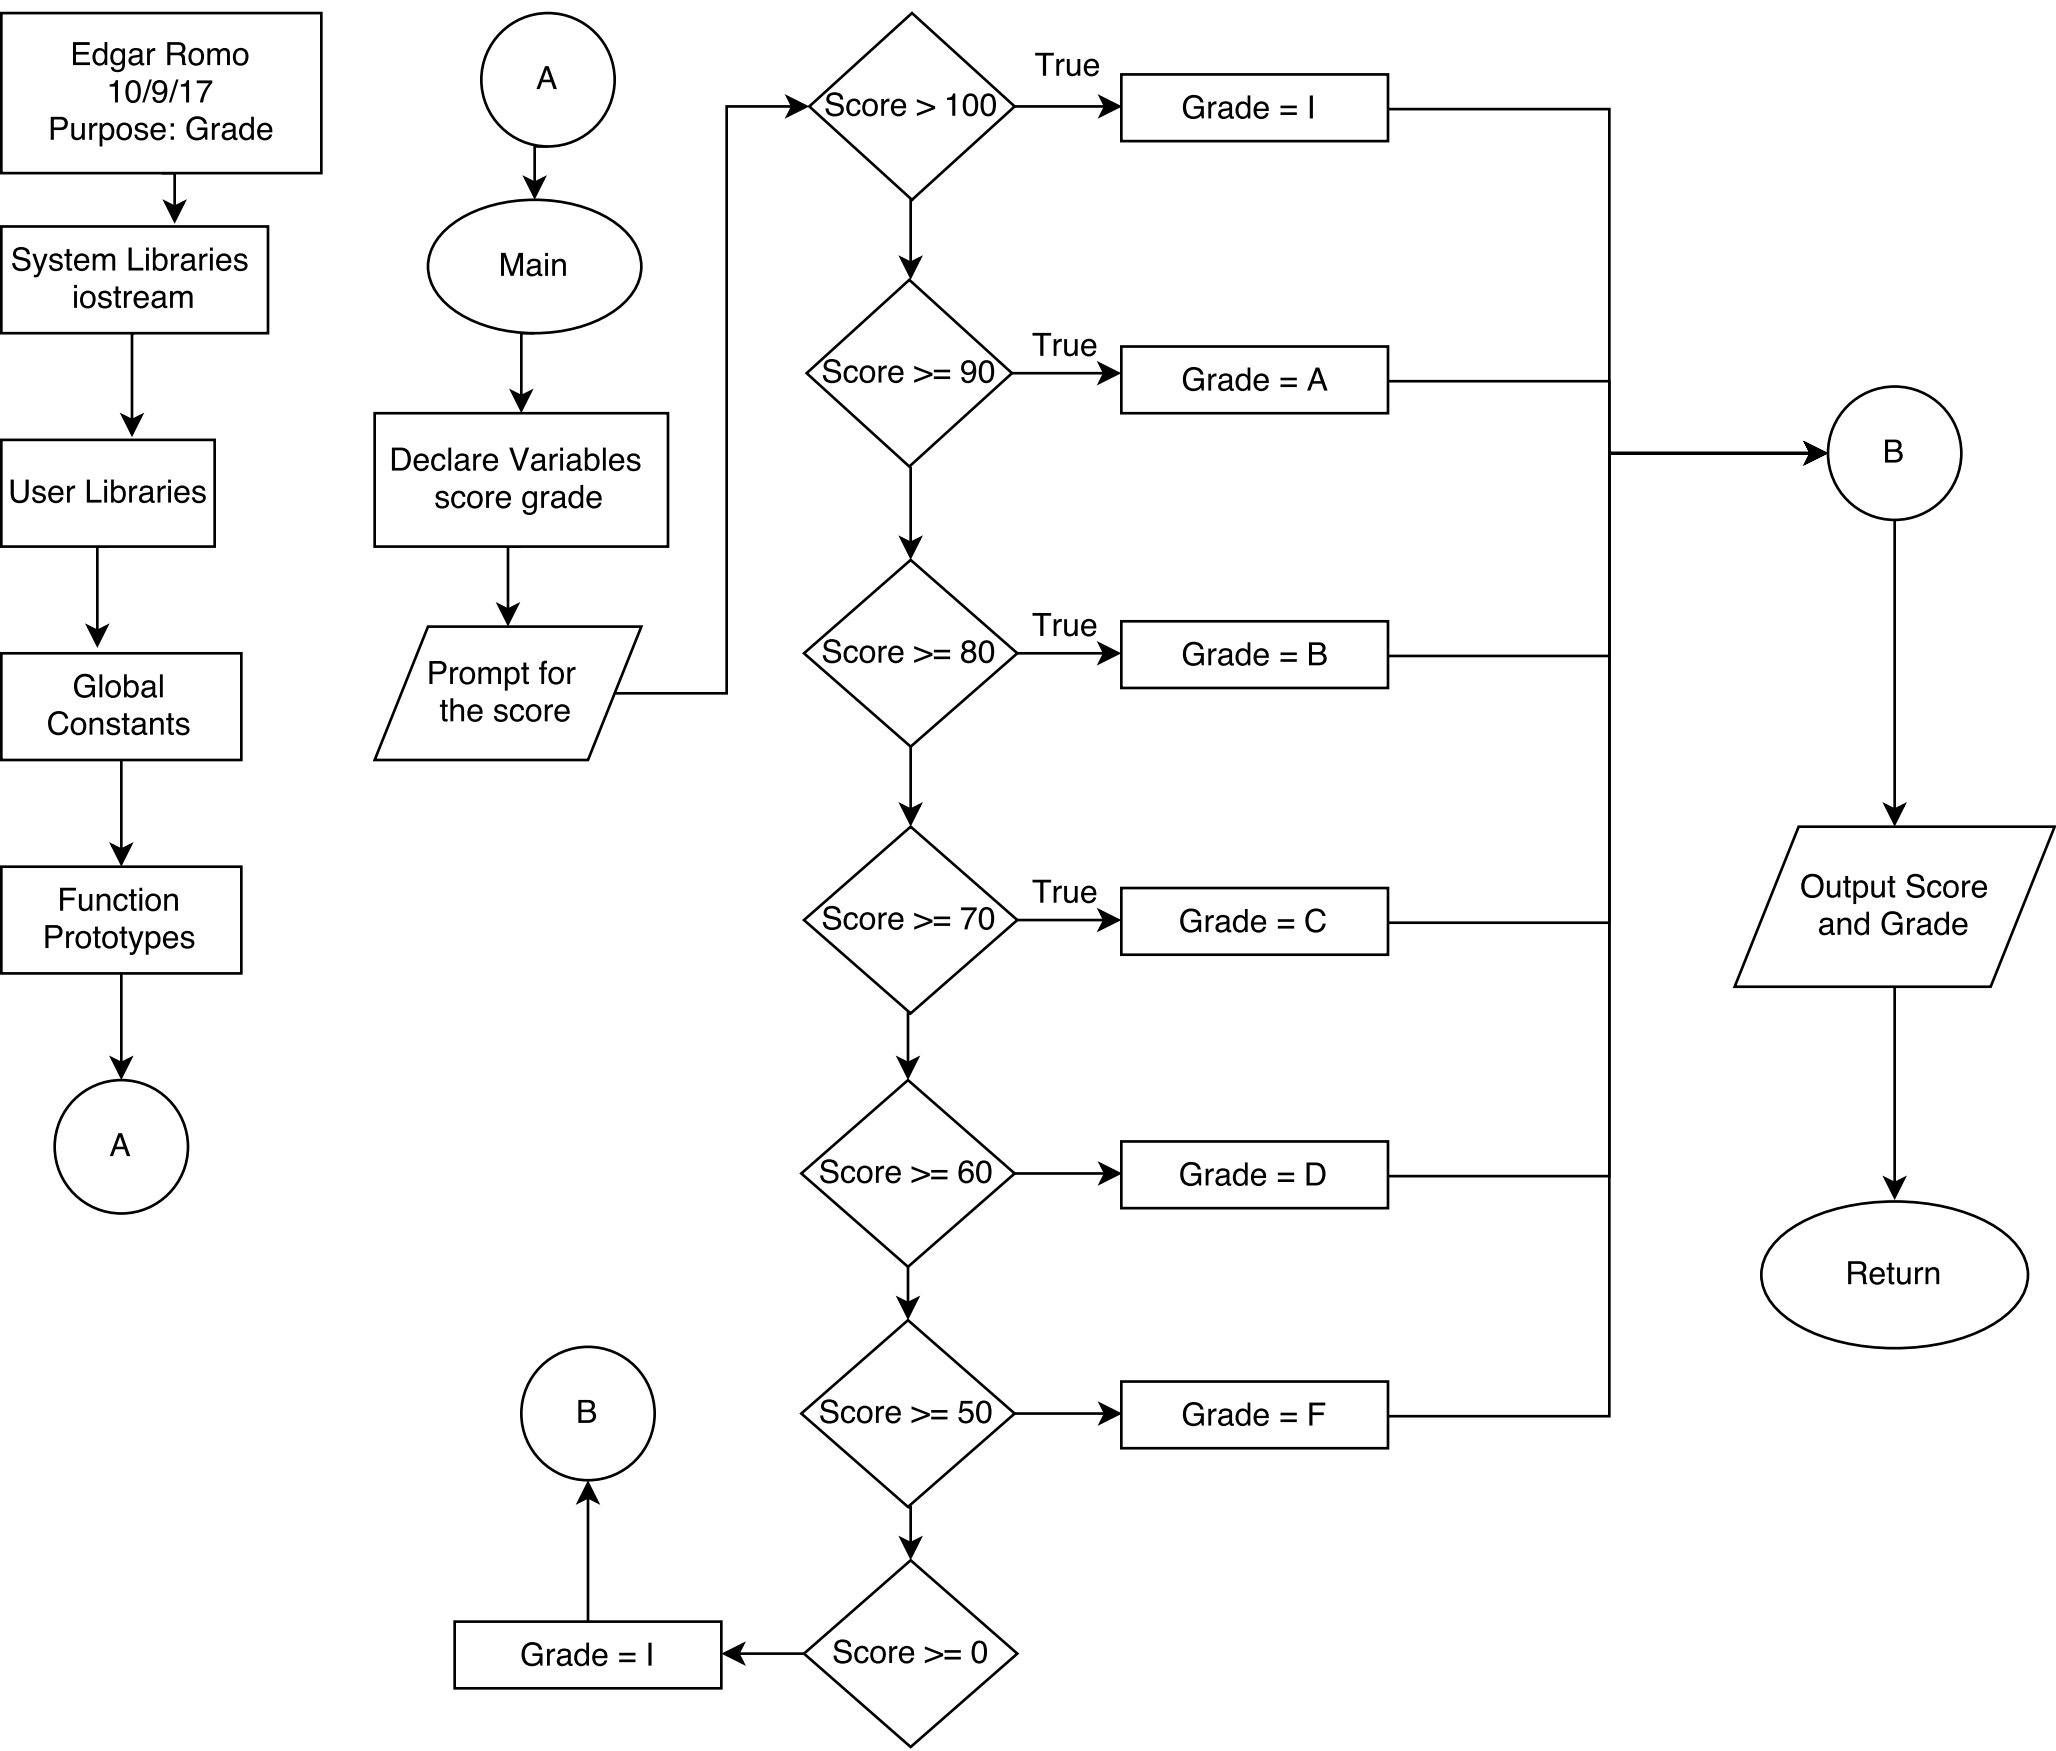 Edgar Romo
10/9/17
Purpose: Grade
System Libraries
iostream
User Libraries
Global
Constants
Function
Prototypes
A
A
Main
Declare Variables
score grade
Prompt for
the score
Score > 100
True
Grade = I
Score >= 90
True
Grade = A
Score >= 80
True
Grade = B
Score >= 70
True
Grade = C
Score >= 60
Grade = D
Score >= 50
Grade = F
Score >= 0
Grade = I
B
B
Output Score
and Grade
Return